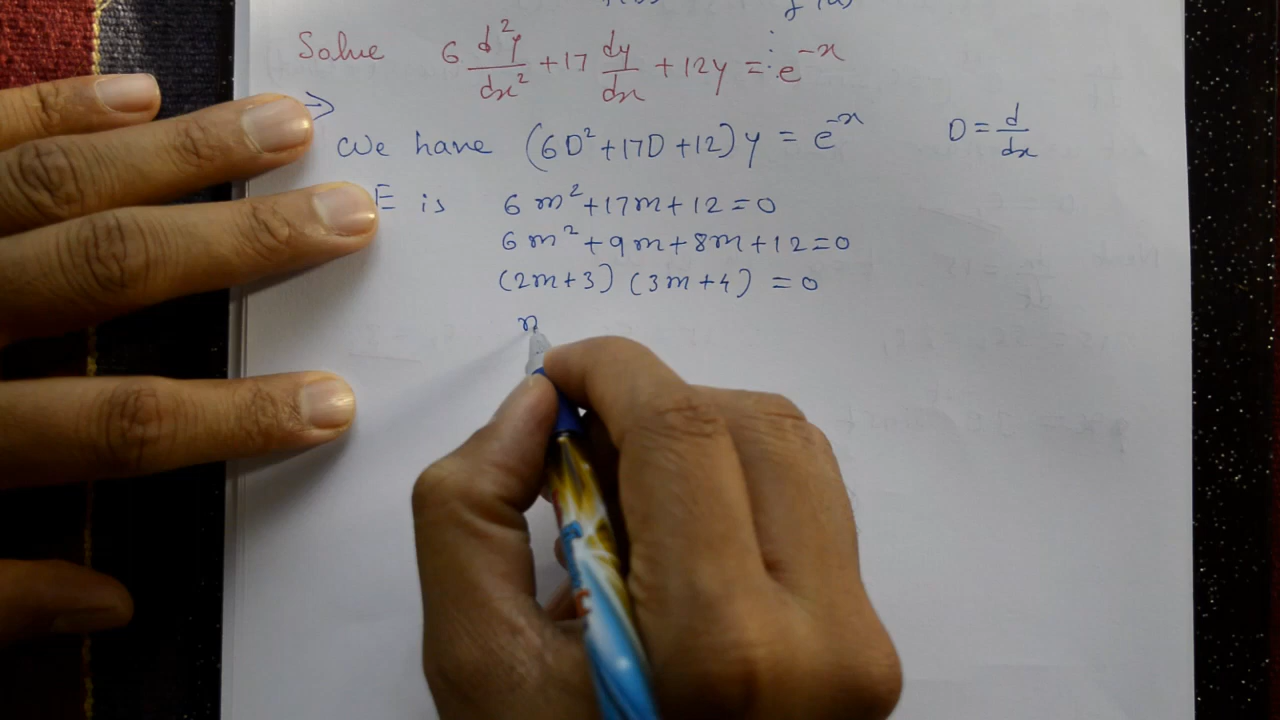 Solve 6 d²y/dx² + 17 dy/dx + 12y = e^-x
⇒
We have (6D² + 17D + 12) y = e^-x D = d/dx
E is 6m² + 17m + 12 = 0
6m² + 9m + 8m + 12 = 0
(2m + 3) (3m + 4) = 0